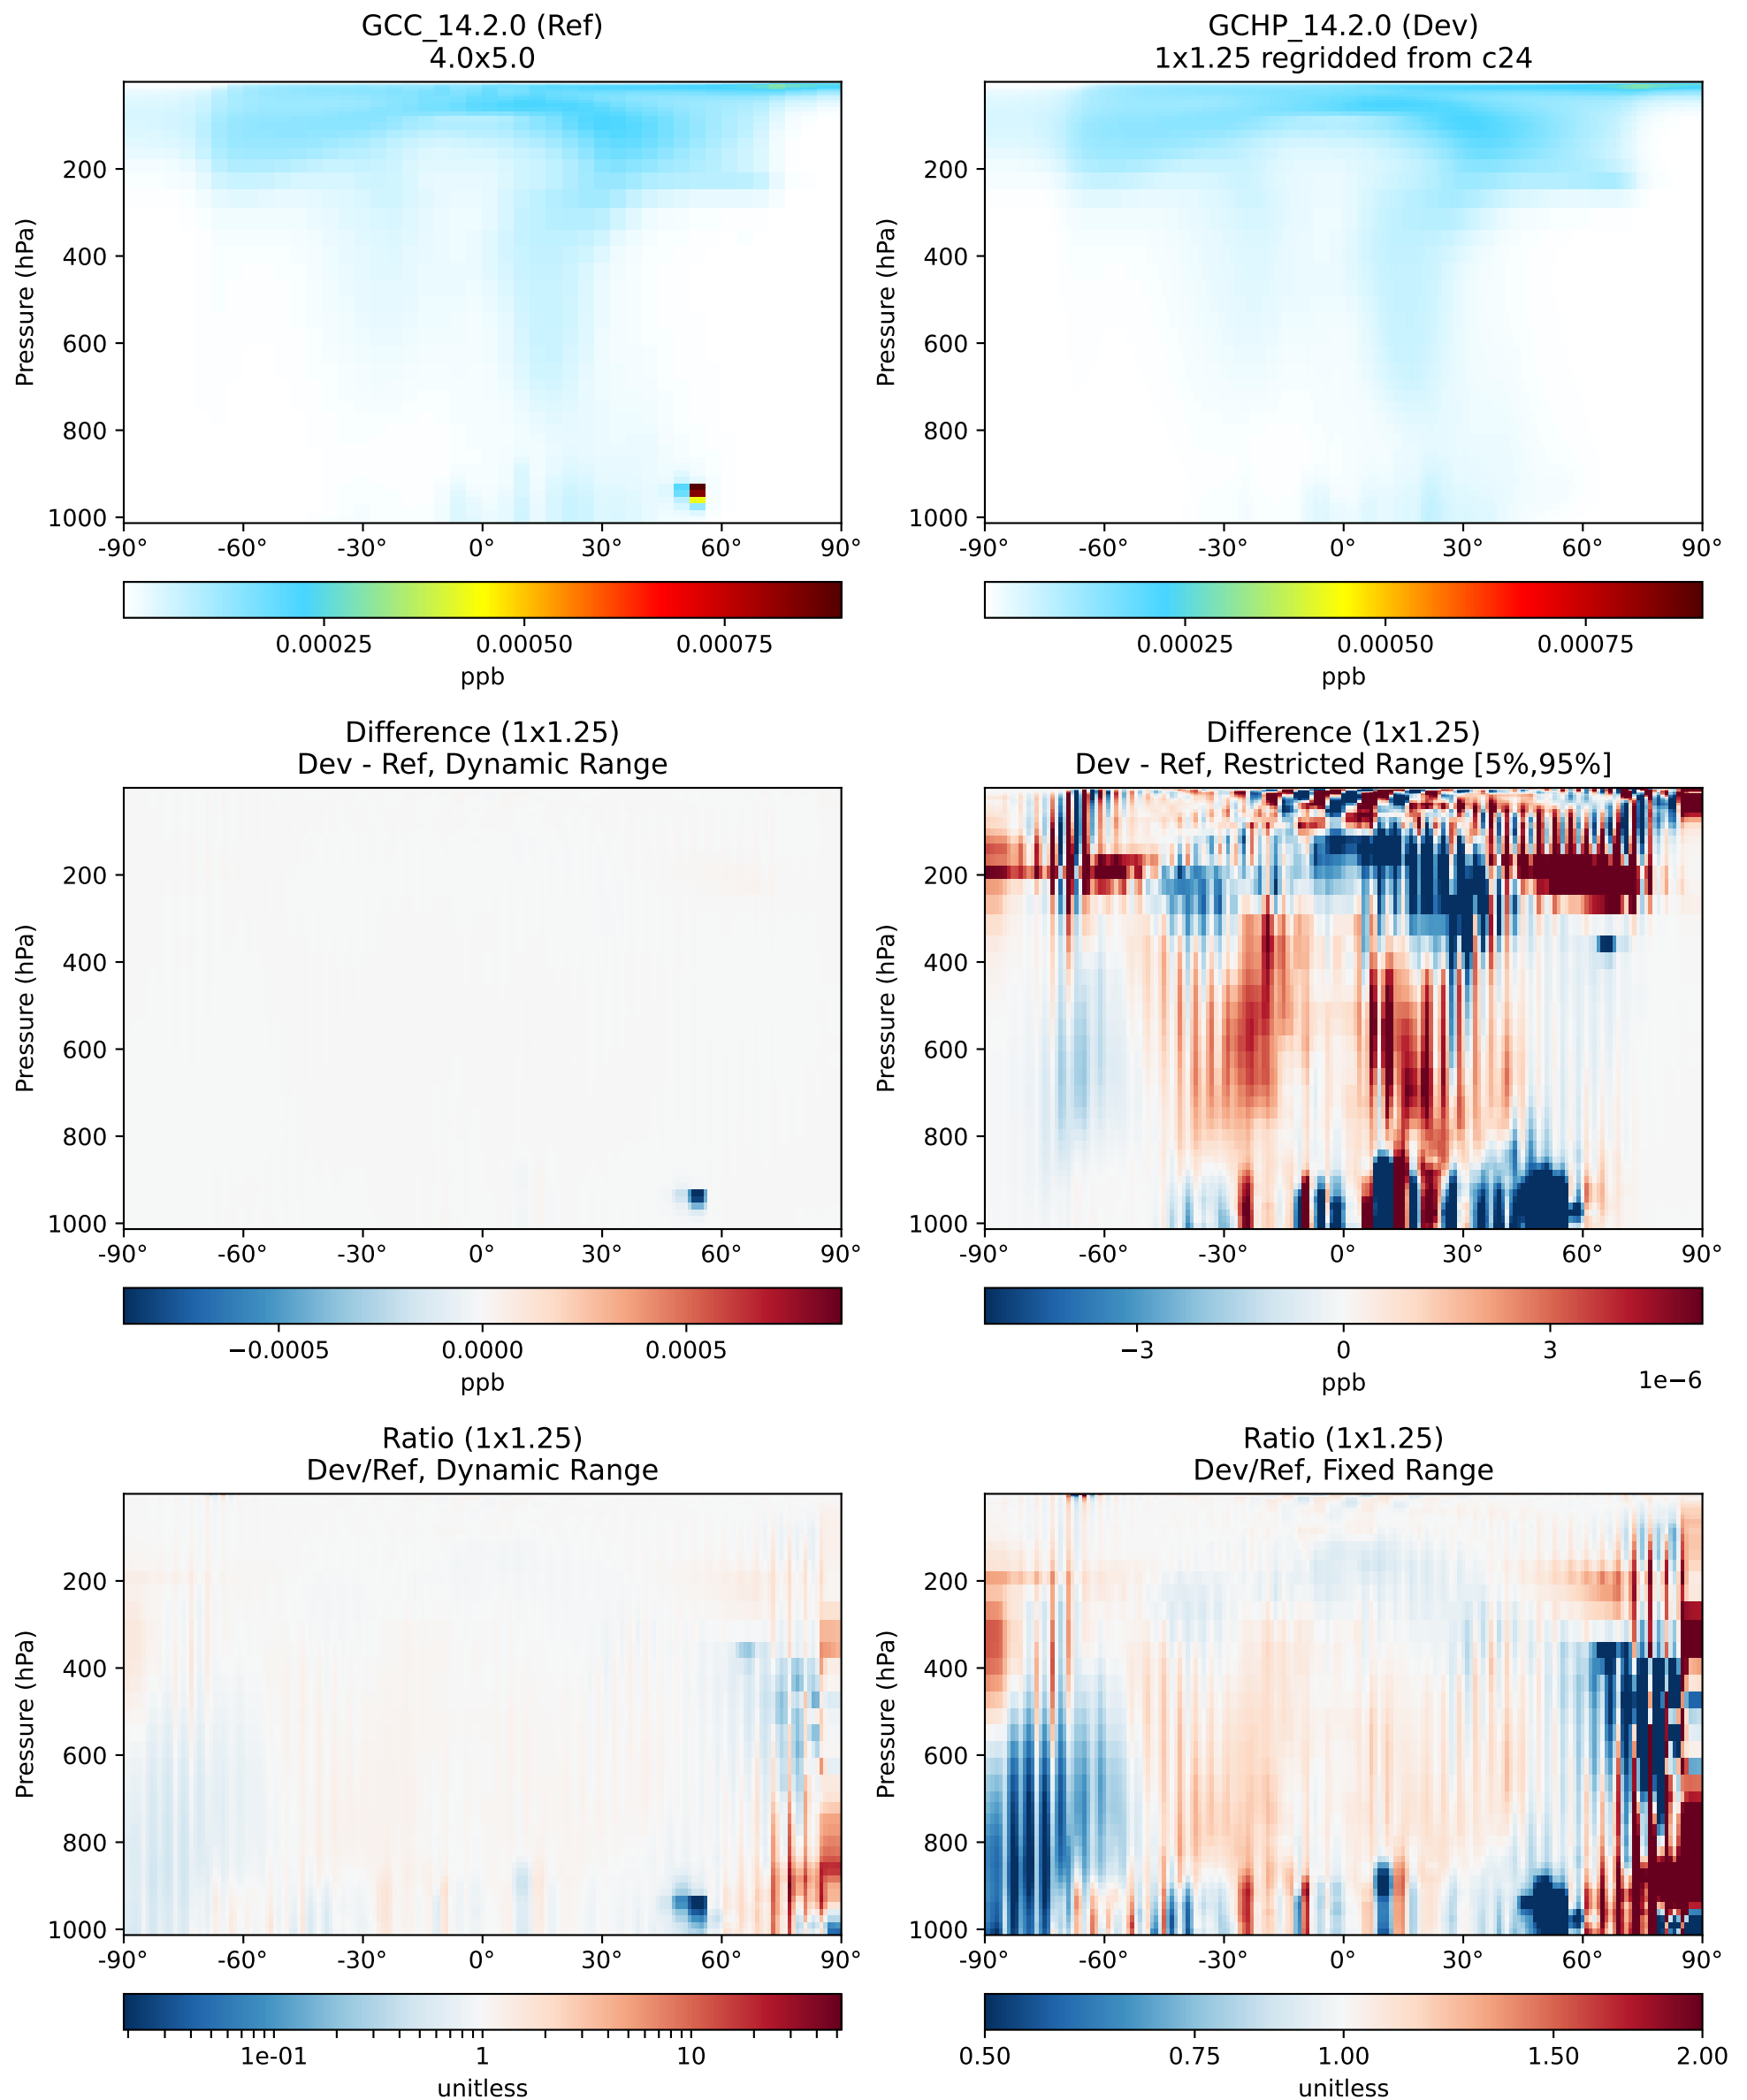 GCC_14.2.0 (Ref)
4.0x5.0
GCHP_14.2.0 (Dev)
1x1.25 regridded from c24
Pressure (hPa)
200
400
600
800
1000
-90° -60° -30° 0° 30° 60° 90°
0.00025 0.00050 0.00075
ppb
Pressure (hPa)
200
400
600
800
1000
-90° -60° -30° 0° 30° 60° 90°
0.00025 0.00050 0.00075
ppb
Difference (1x1.25)
Dev - Ref, Dynamic Range
Difference (1x1.25)
Dev - Ref, Restricted Range [5%,95%]
Pressure (hPa)
200
400
600
800
1000
-90° -60° -30° 0° 30° 60° 90°
−0.0005 0.0000 0.0005
ppb
Pressure (hPa)
200
400
600
800
1000
-90° -60° -30° 0° 30° 60° 90°
−3 0 3
ppb
1e−6
Ratio (1x1.25)
Dev/Ref, Dynamic Range
Ratio (1x1.25)
Dev/Ref, Fixed Range
Pressure (hPa)
200
400
600
800
1000
-90° -60° -30° 0° 30° 60° 90°
1e-01 1 10
unitless
Pressure (hPa)
200
400
600
800
1000
-90° -60° -30° 0° 30° 60° 90°
0.50 0.75 1.00 1.50 2.00
unitless